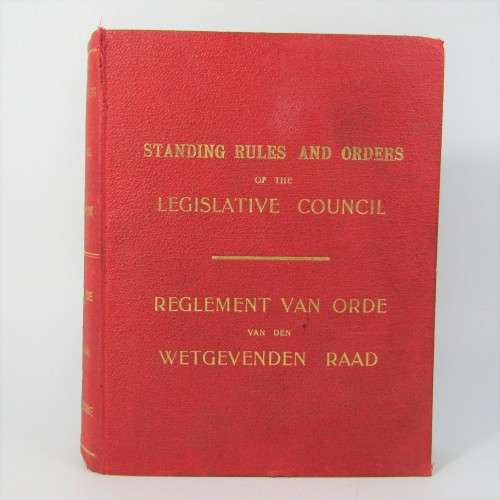 STANDING RULES AND ORDERS
OF THE
LEGISLATIVE COUNCIL
REGLEMENT VAN ORDE
VAN DEN
WETGEVENDEN RAAD